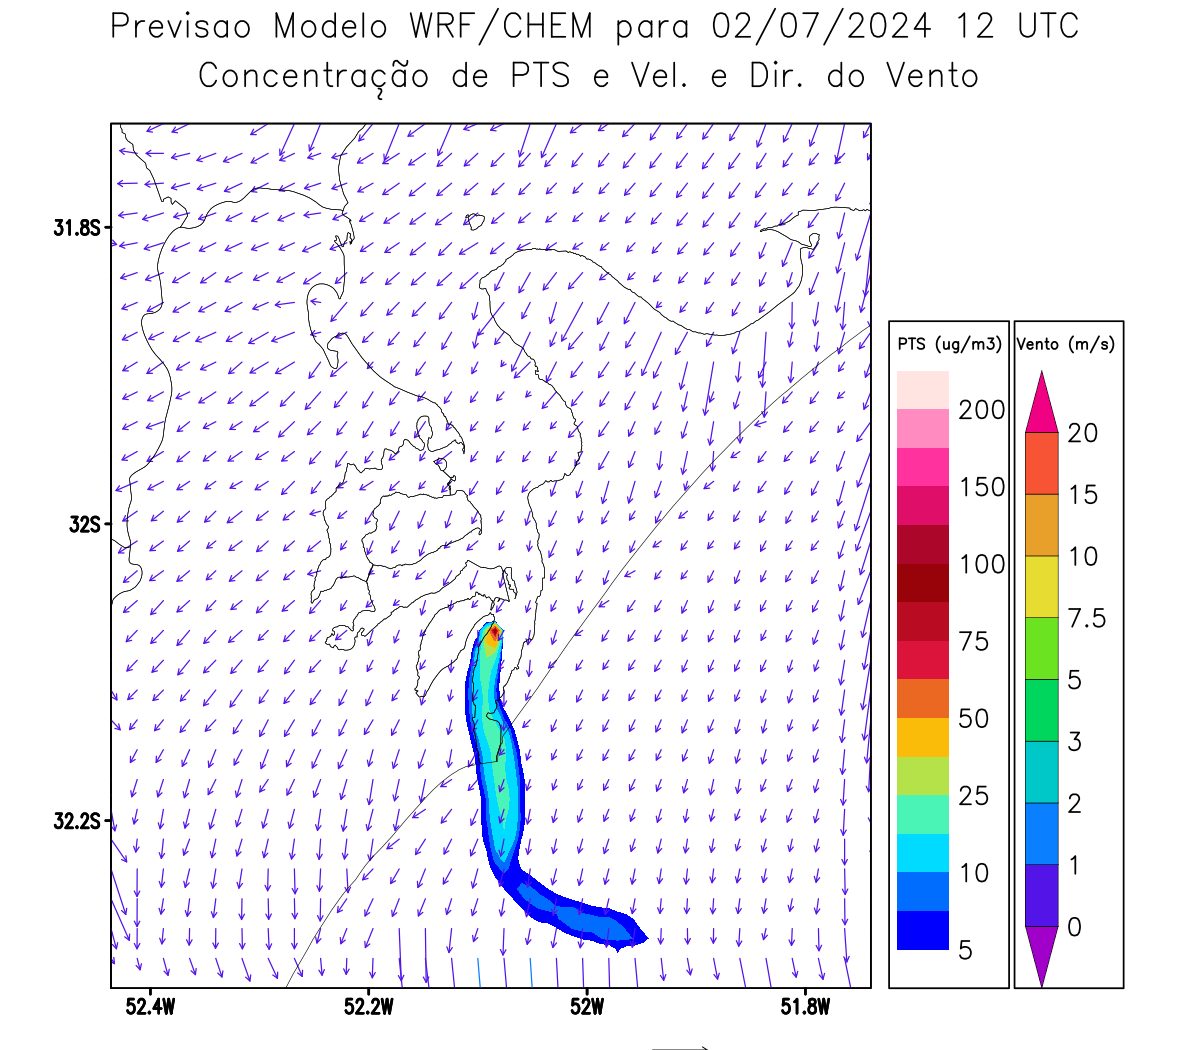 Previsao Modelo WRF/CHEM para 02/07/2024 12 UTC
Concentração de PTS e Vel. e Dir. do Vento
31.8S
32S
32.2S
52.4W
52.2W
52W
51.8W
PTS (ug/m3)
200
150
100
75
50
25
10
5
Vento (m/s)
20
15
10
7.5
5
3
2
1
0